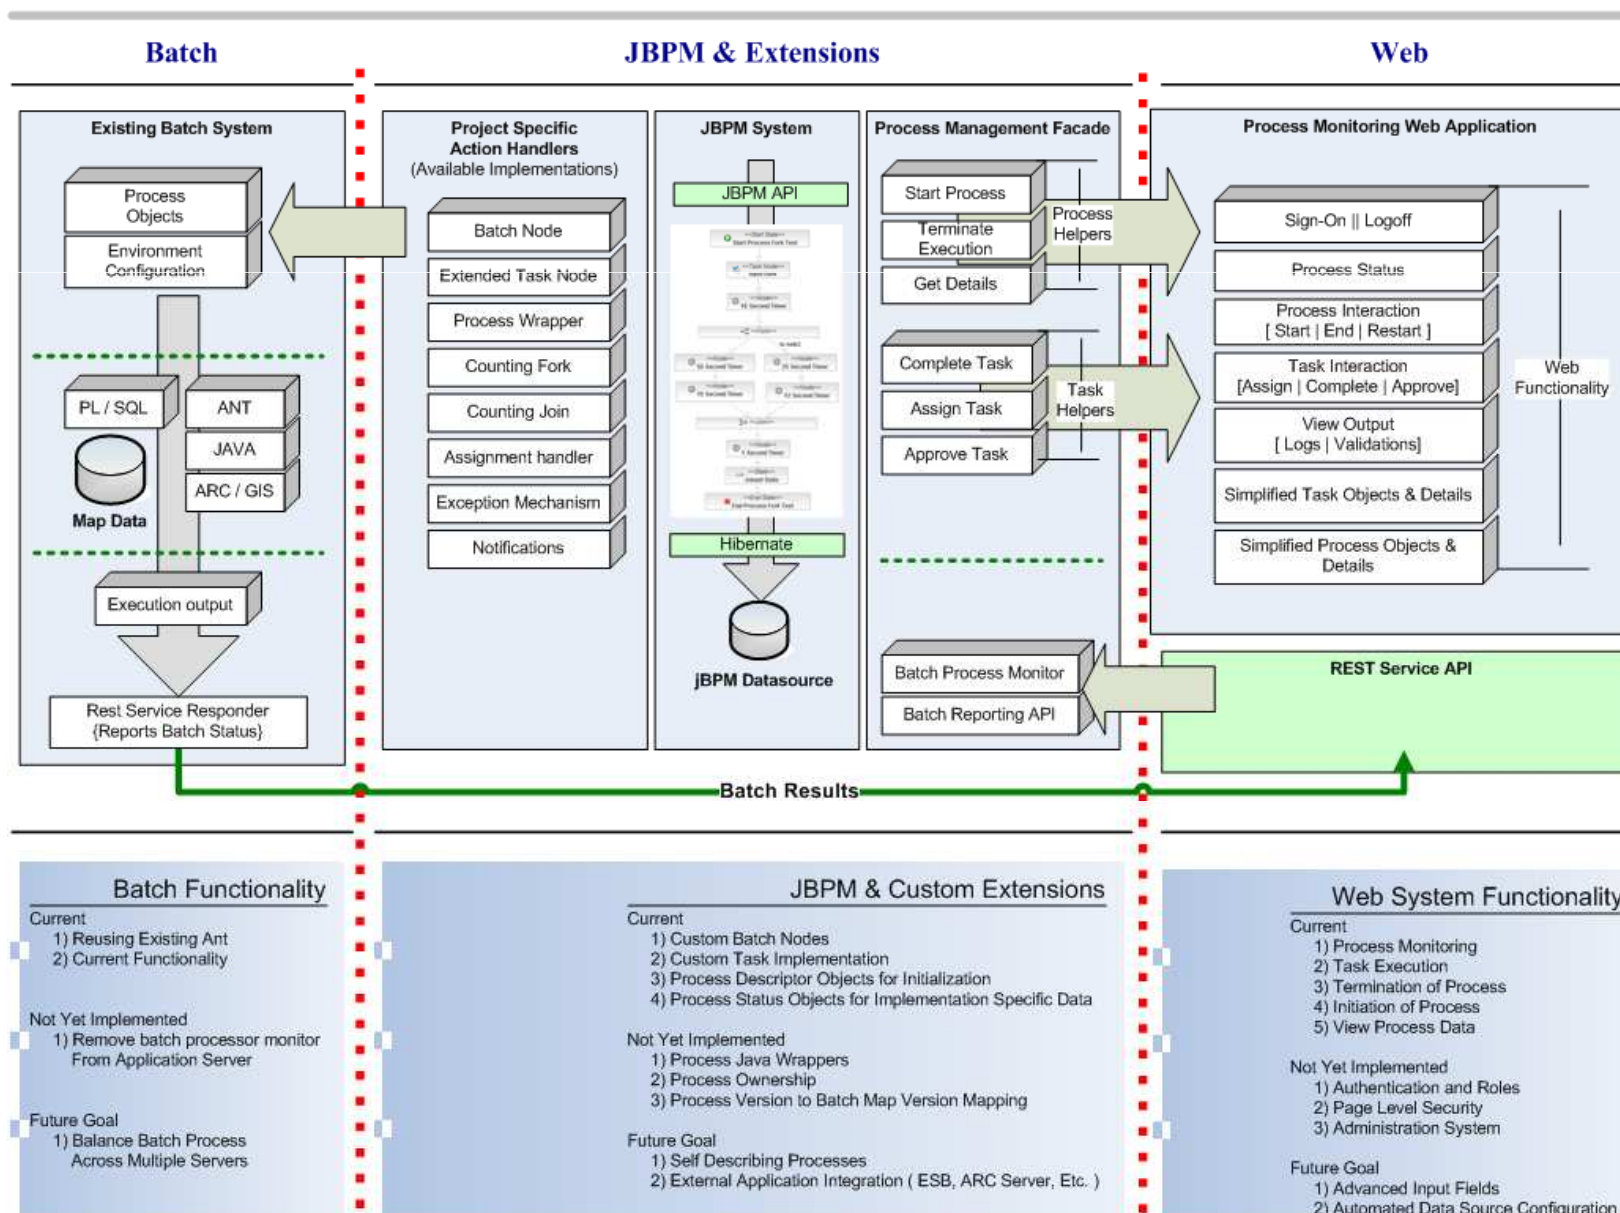 Batch
JBPM & Extensions
Web
Existing Batch System
Process
Objects
Environment
Configuration
PL / SQL
ANT
JAVA
ARC / GIS
Map Data
Execution output
Rest Service Responder
{Reports Batch Status}
Project Specific
Action Handlers
(Available Implementations)
Batch Node
Extended Task Node
Process Wrapper
Counting Fork
Counting Join
Assignment handler
Exception Mechanism
Notifications
JBPM System
JBPM API
Hibernate
jBPM Datasource
Process Management Facade
Start Process
Terminate
Execution
Get Details
Process
Helpers
Complete Task
Assign Task
Approve Task
Task
Helpers
Batch Process Monitor
Batch Reporting API
Process Monitoring Web Application
Sign-On || Logoff
Process Status
Process Interaction
[ Start | End | Restart ]
Task Interaction
[Assign | Complete | Approve]
View Output
[ Logs | Validations]
Simplified Task Objects & Details
Simplified Process Objects &
Details
Web
Functionality
REST Service API
Batch Results
Batch Functionality
Current
1) Reusing Existing Ant
2) Current Functionality
Not Yet Implemented
1) Remove batch processor monitor
From Application Server
Future Goal
1) Balance Batch Process
Across Multiple Servers
JBPM & Custom Extensions
Current
1) Custom Batch Nodes
2) Custom Task Implementation
3) Process Descriptor Objects for Initialization
4) Process Status Objects for Implementation Specific Data
Not Yet Implemented
1) Process Java Wrappers
2) Process Ownership
3) Process Version to Batch Map Version Mapping
Future Goal
1) Self Describing Processes
2) External Application Integration ( ESB, ARC Server, Etc. )
Web System Functionality
Current
1) Process Monitoring
2) Task Execution
3) Termination of Process
4) Initiation of Process
5) View Process Data
Not Yet Implemented
1) Authentication and Roles
2) Page Level Security
3) Administration System
Future Goal
1) Advanced Input Fields
2) Automated Data Source Configuration